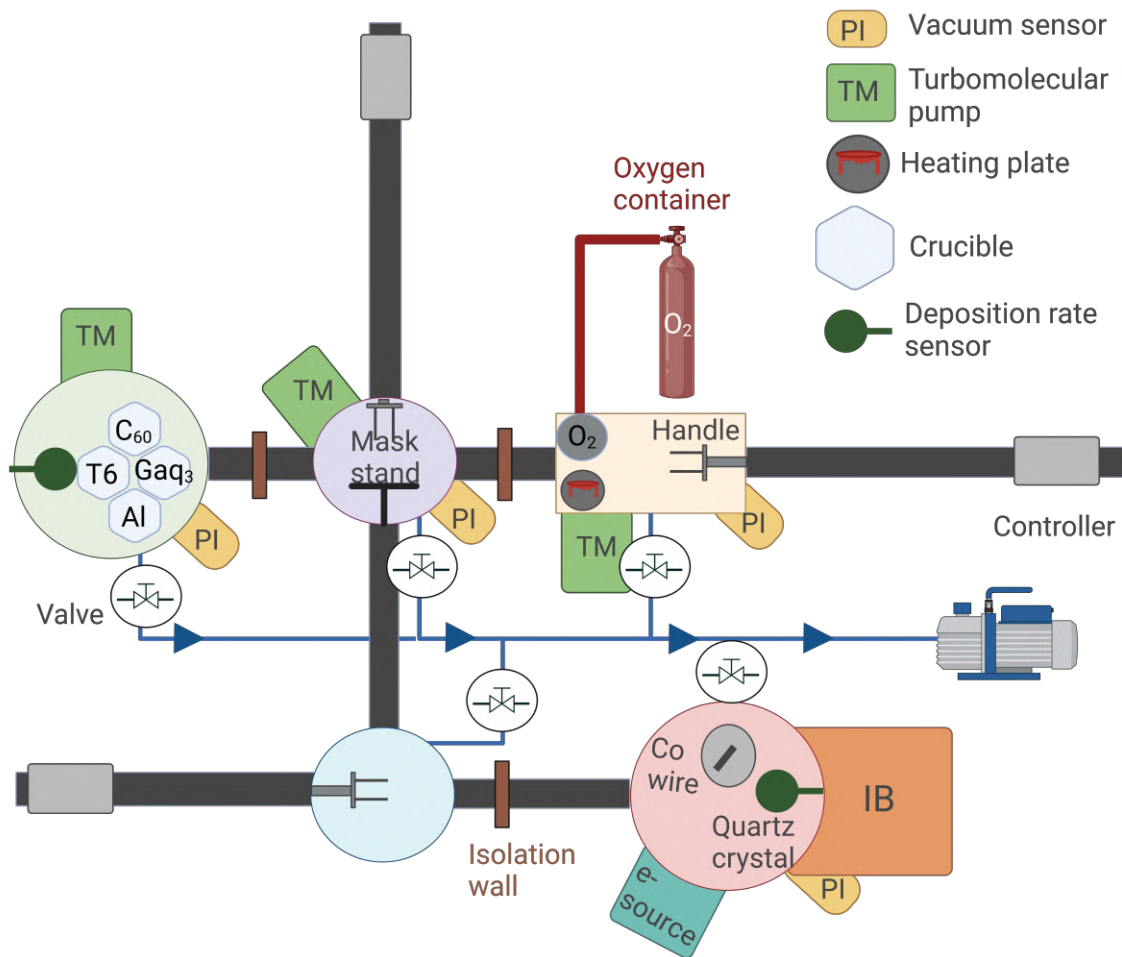 PI
Vacuum sensor
TM
Turbomolecular
pump
Heating plate
Crucible
Deposition rate
sensor
Oxygen
container
O₂
TM
C₆₀
T6
Gaq₃
Al
PI
TM
Mask
stand
PI
O₂
Handle
TM
PI
Controller
Valve
Co
wire
Quartz
crystal
IB
PI
e-
source
Isolation
wall